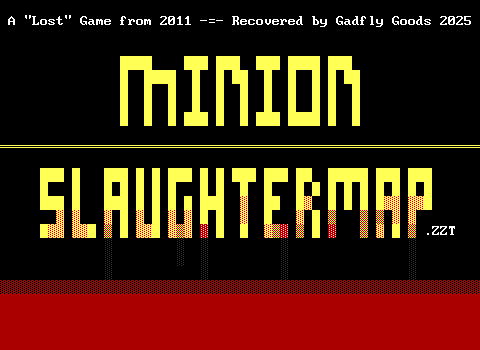 A "Lost" Game from 2011 -=- Recovered by Gadfly Goods 2025
MINION
SLAUGHTERMAP
.ZZT